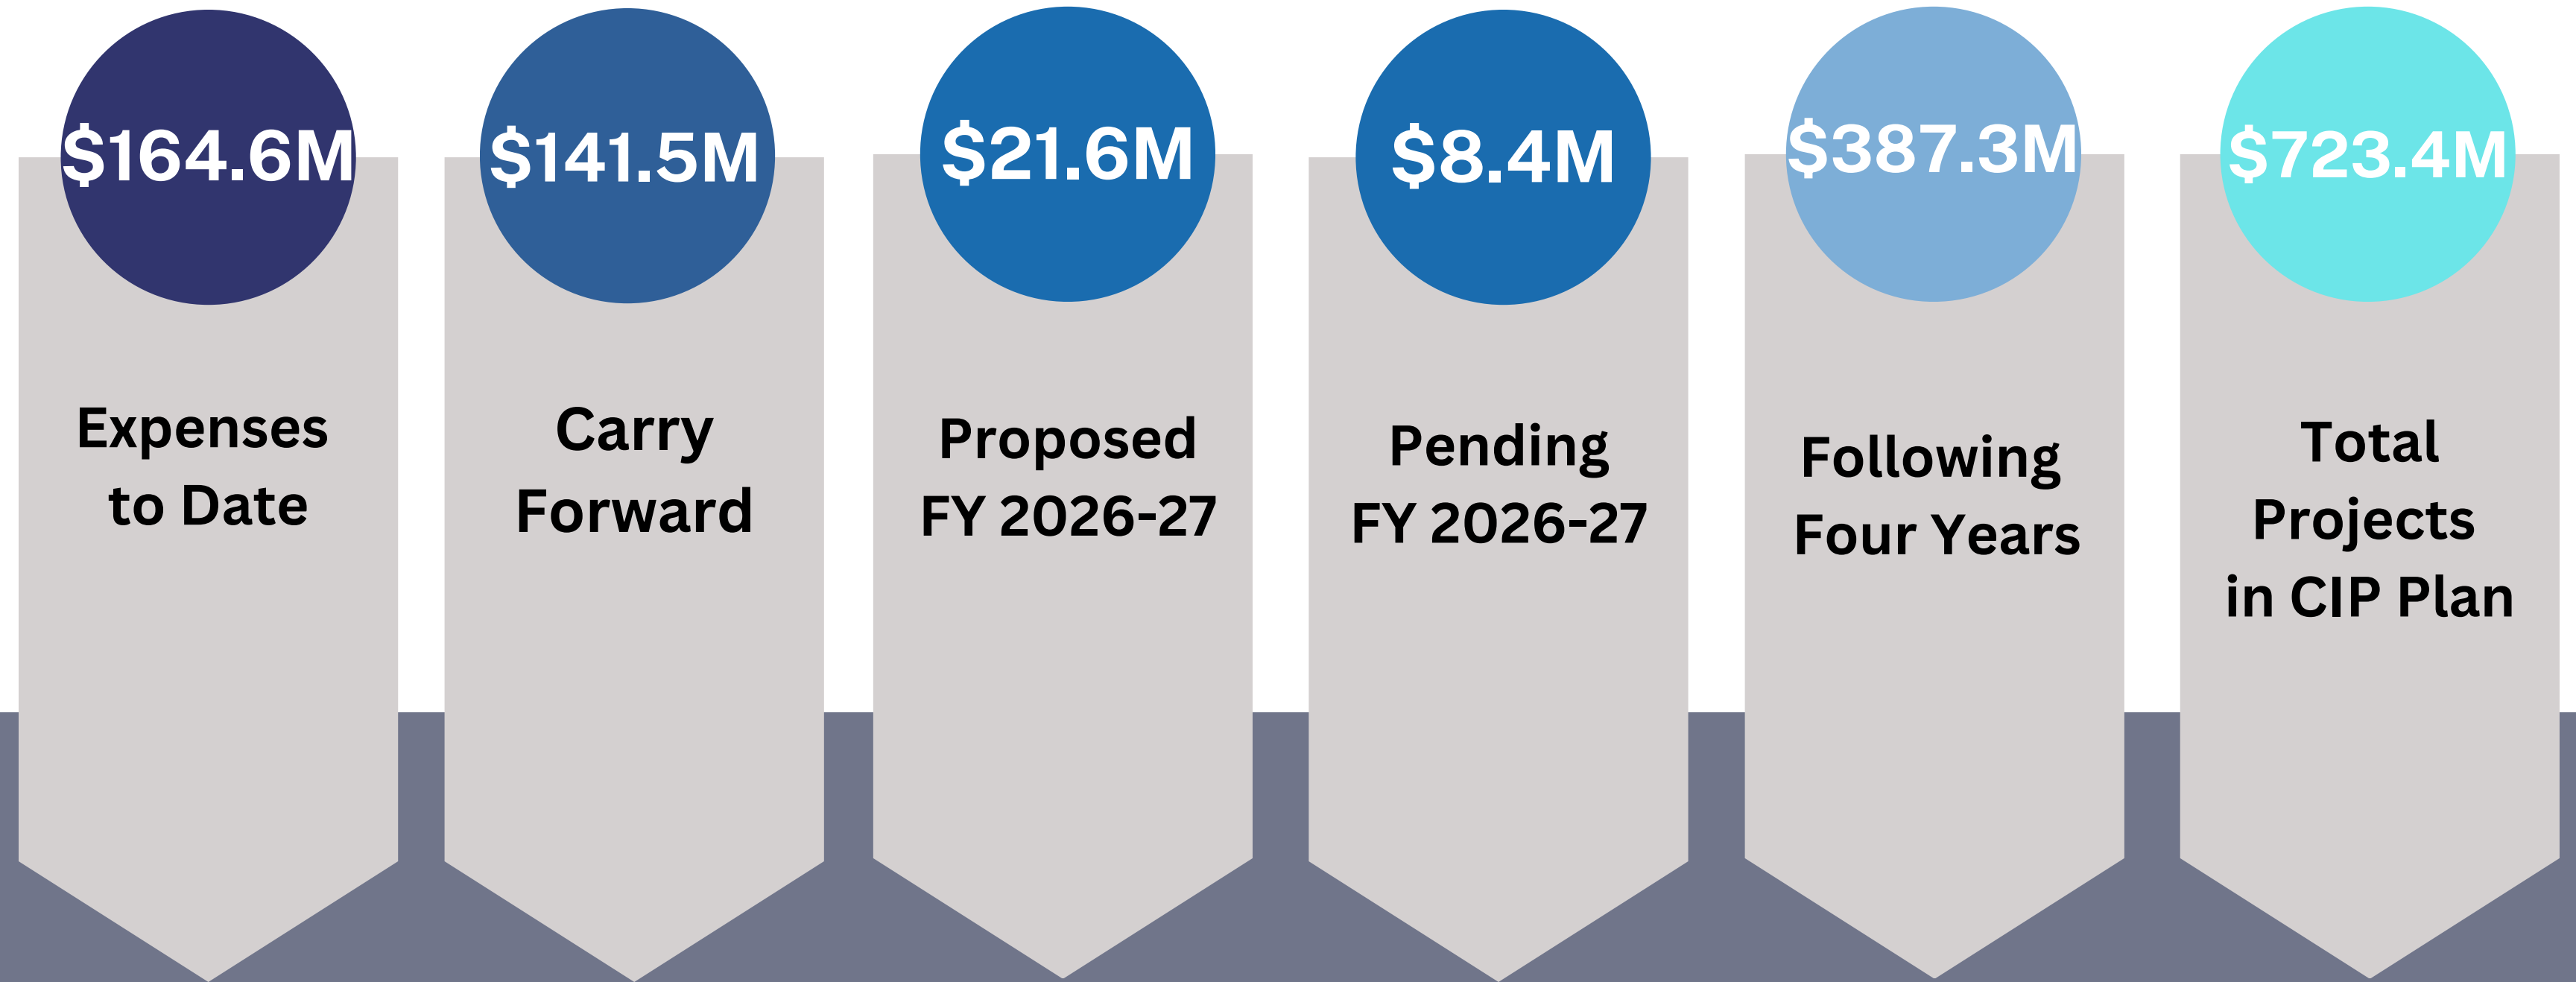 $164.6M
Expenses
to Date
$141.5M
Carry
Forward
$21.6M
Proposed
FY 2026-27
$8.4M
Pending
FY 2026-27
$387.3M
Following
Four Years
$723.4M
Total
Projects
in CIP Plan